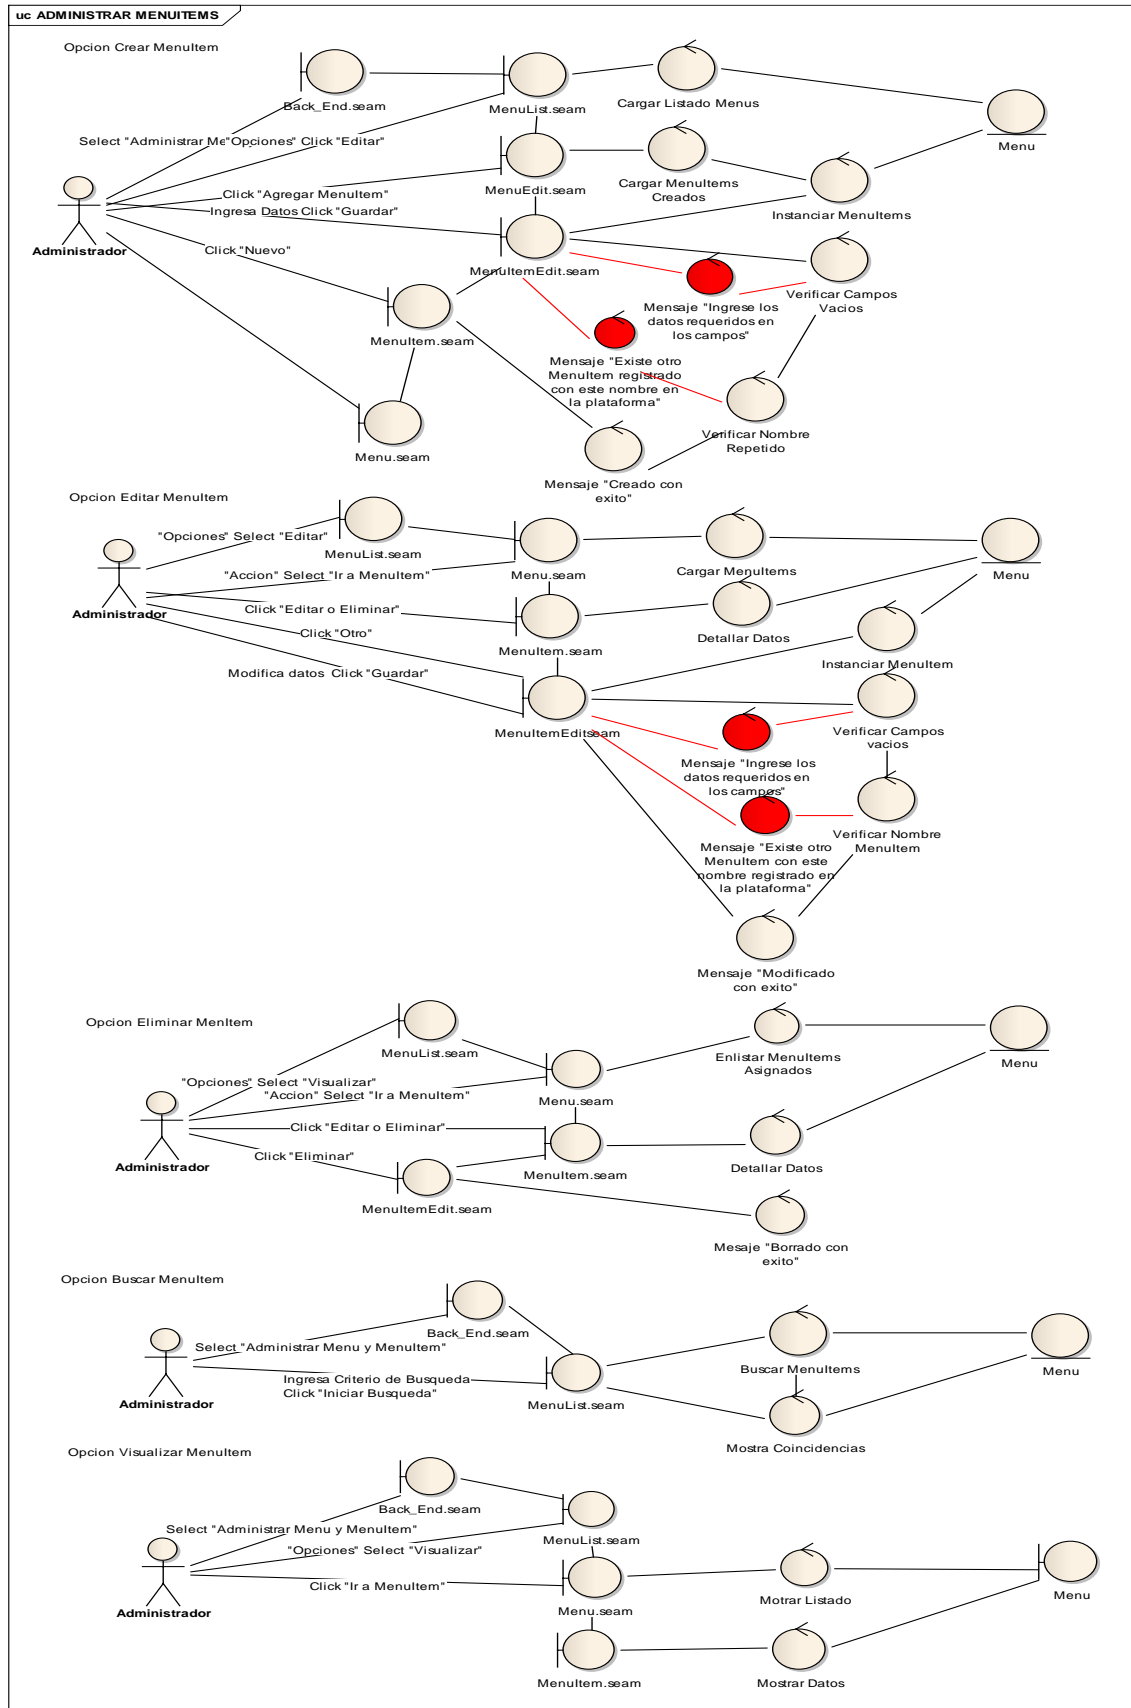 uc ADMINISTRAR MENUITEMS
Opcion Crear MenuItem
Back_End.seam
MenuList.seam
Cargar Listado Menus
Menu
Select "Administrar Me
"Opciones" Click "Editar"
MenuEdit.seam
Cargar MenuItems
Creados
Instanciar MenuItems
Click "Agregar MenuItem"
Ingresa Datos Click "Guardar"
Administrador
Click "Nuevo"
MenuItemEdit.seam
Verificar Campos
Vacios
Mensaje "Ingrese los
datos requeridos en
los campos"
MenuItem.seam
Mensaje "Existe otro
MenuItem registrado
con este nombre en
la plataforma"
Verificar Nombre
Repetido
Menu.seam
Mensaje "Creado con
exito"
Opcion Editar MenuItem
"Opciones" Select "Editar"
MenuList.seam
"Accion" Select "Ir a MenuItem"
Menu.seam
Cargar MenuItems
Menu
Administrador
Click "Editar o Eliminar"
Click "Otro"
MenuItem.seam
Detallar Datos
Instanciar MenuItem
Modifica datos Click "Guardar"
MenuItemEditseam
Verificar Campos
vacios
Mensaje "Ingrese los
datos requeridos en
los campos"
Verificar Nombre
MenuItem
Mensaje "Existe otro
MenuItem con este
nombre registrado en
la plataforma"
Mensaje "Modificado
con exito"
Opcion Eliminar MenItem
MenuList.seam
Enlistar MenuItems
Asignados
Menu
"Opciones" Select "Visualizar"
"Accion" Select "Ir a MenuItem"
Menu.seam
Click "Editar o Eliminar"
Click "Eliminar"
Administrador
MenuItem.seam
Detallar Datos
MenuItemEdit.seam
Mesaje "Borrado con
exito"
Opcion Buscar MenuItem
Back_End.seam
Select "Administrar Menu y MenuItem"
Buscar MenuItems
Menu
Ingresa Criterio de Busqueda
Click "Iniciar Busqueda"
Administrador
MenuList.seam
Mostra Coincidencias
Opcion Visualizar MenuItem
Back_End.seam
Select "Administrar Menu y MenuItem"
MenuList.seam
"Opciones" Select "Visualizar"
Click "Ir a MenuItem"
Administrador
Menu.seam
Motrar Listado
Menu
MenuItem.seam
Mostrar Datos